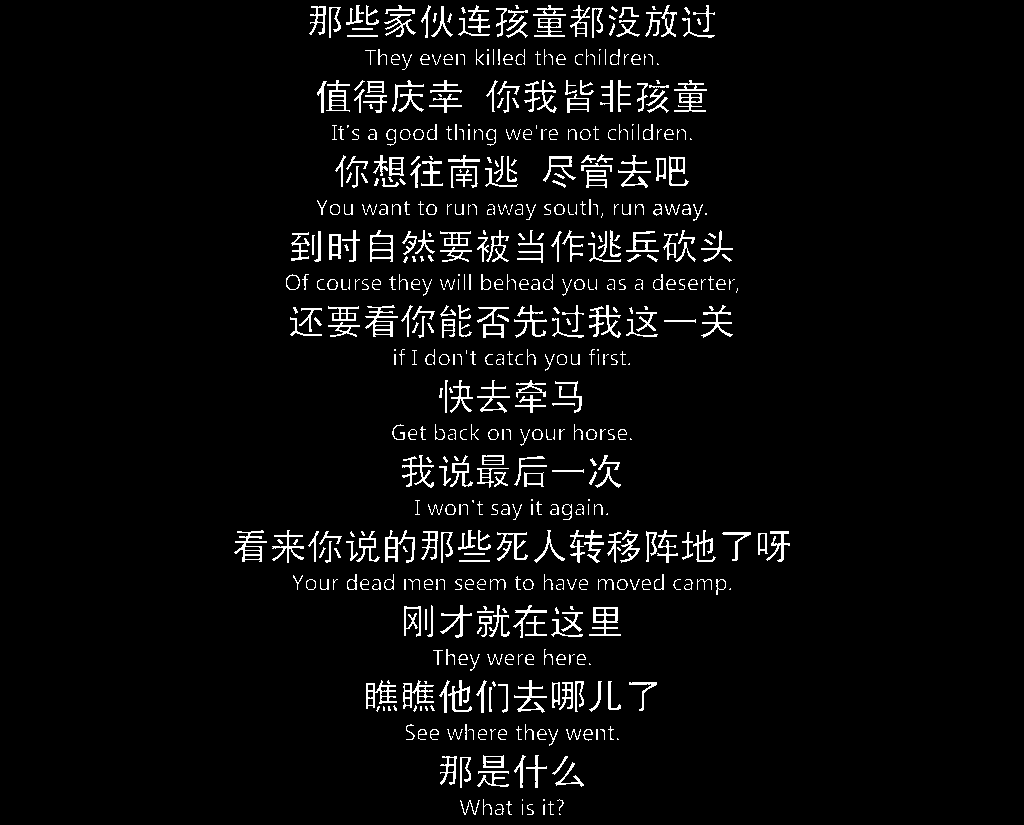 那些家伙连孩童都没放过
They even killed the children.
值得庆幸 你我皆非孩童
It's a good thing we're not children.
你想往南逃 尽管去吧
You want to run away south, run away.
到时自然要被当作逃兵砍头
Of course they will behead you as a deserter,
还要看你能否先过我这一关
if I don't catch you first.
快去牵马
Get back on your horse.
我说最后一次
I won't say it again.
看来你说的那些死人转移阵地了呀
Your dead men seem to have moved camp.
刚才就在这里
They were here.
瞧瞧他们去哪儿了
See where they went.
那是什么
What is it?